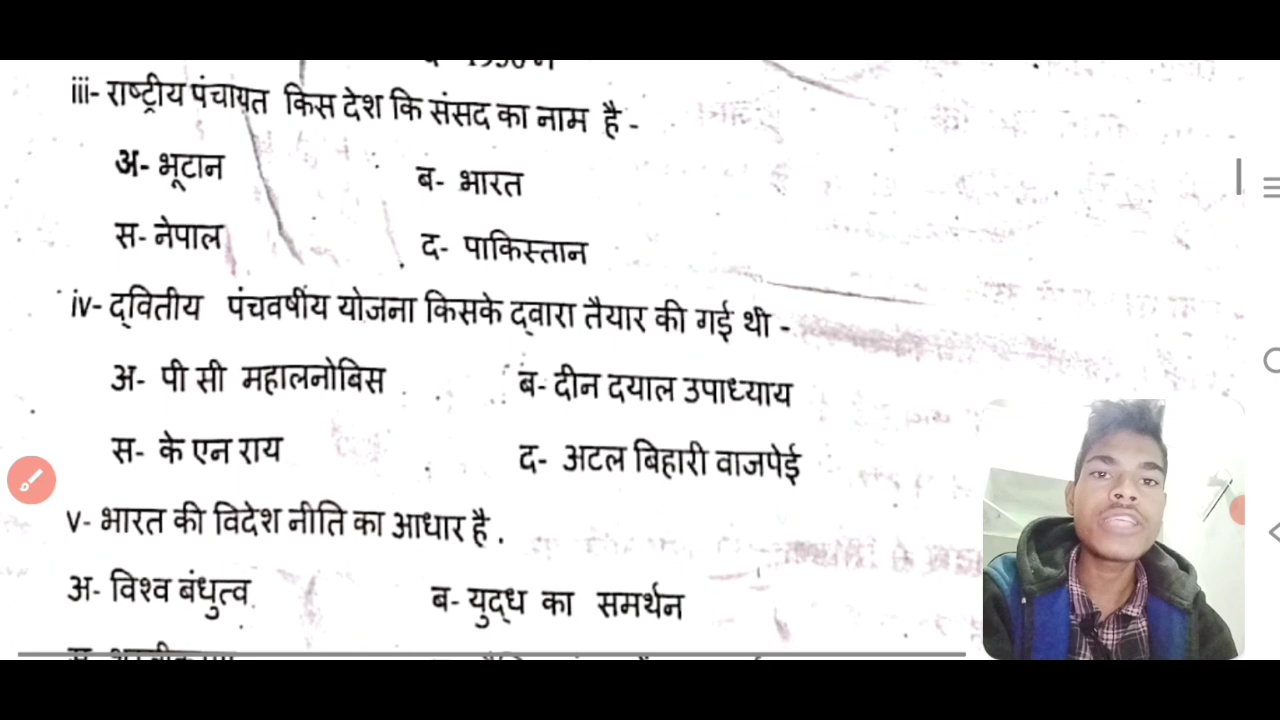 iii- राष्ट्रीय पंचायत किस देश कि संसद का नाम है -
अ- भूटान ब- भारत
स- नेपाल द- पाकिस्तान
iv- द्वितीय पंचवर्षीय योजना किसके द्वारा तैयार की गई थी -
अ- पी सी महालनोबिस ब- दीन दयाल उपाध्याय
स- के एन राय द- अटल बिहारी वाजपेई
v- भारत की विदेश नीति का आधार है .
अ- विश्व बंधुत्व ब- युद्ध का समर्थन